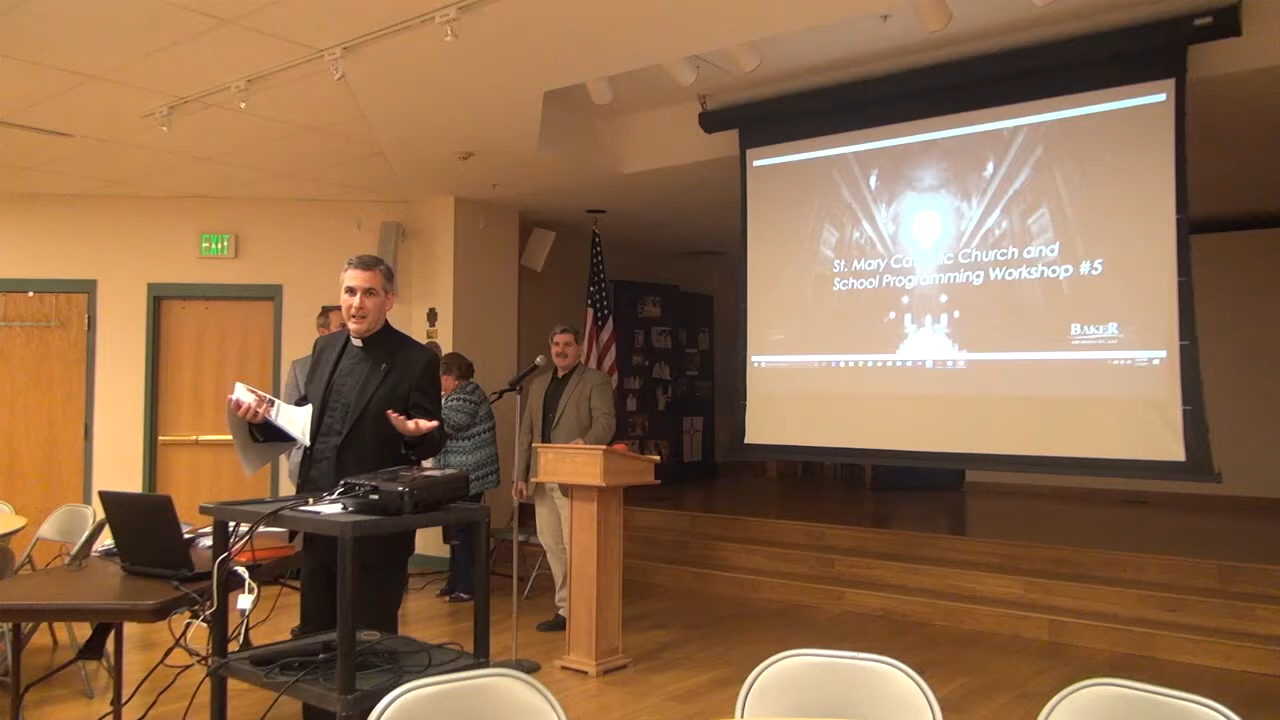 EXIT
St. Mary Catholic Church and
School Programming Workshop #5
BAKER